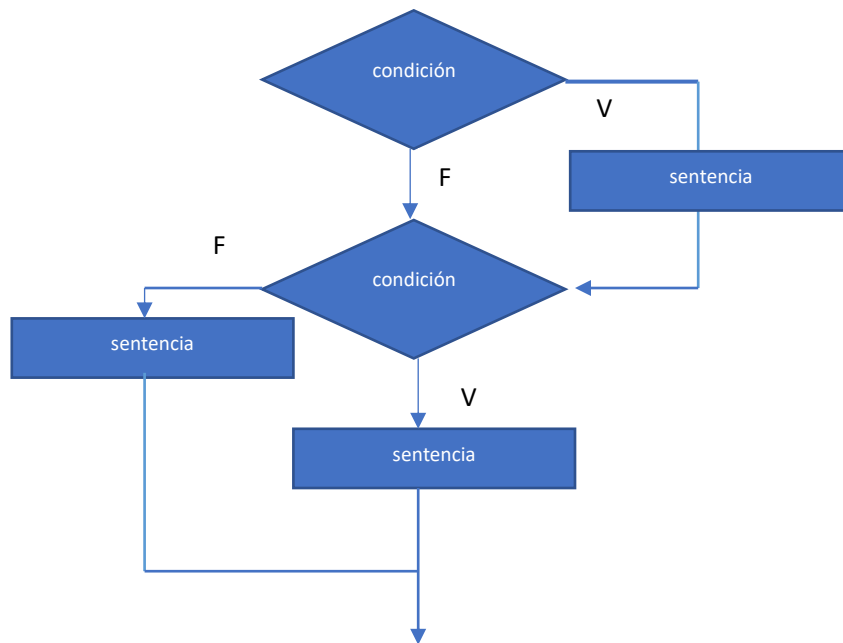 condición
V
sentencia
F
F
condición
sentencia
V
sentencia